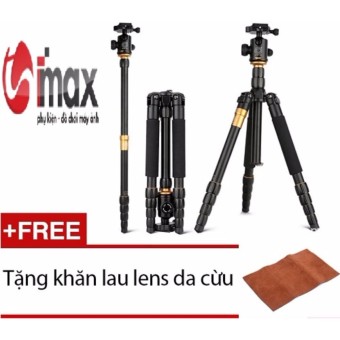 imax
phụ kiện - đồ chơi máy ảnh
+FREE
Tặng khăn lau lens da cừu